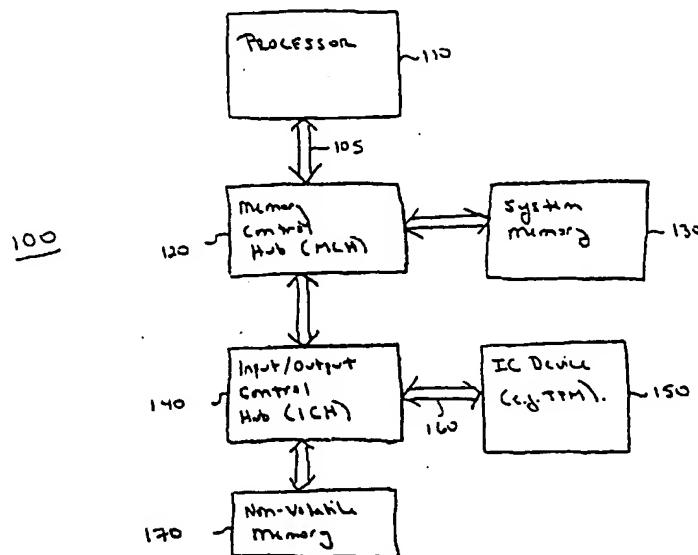 PROCESSOR
110
105
100
Memory
Control
Hub (MCH)
120
System
Memory
130
Input/Output
Control
Hub (ICH)
140
160
IC Device
(e.g. TPM).
150
Non-Volatile
Memory
170